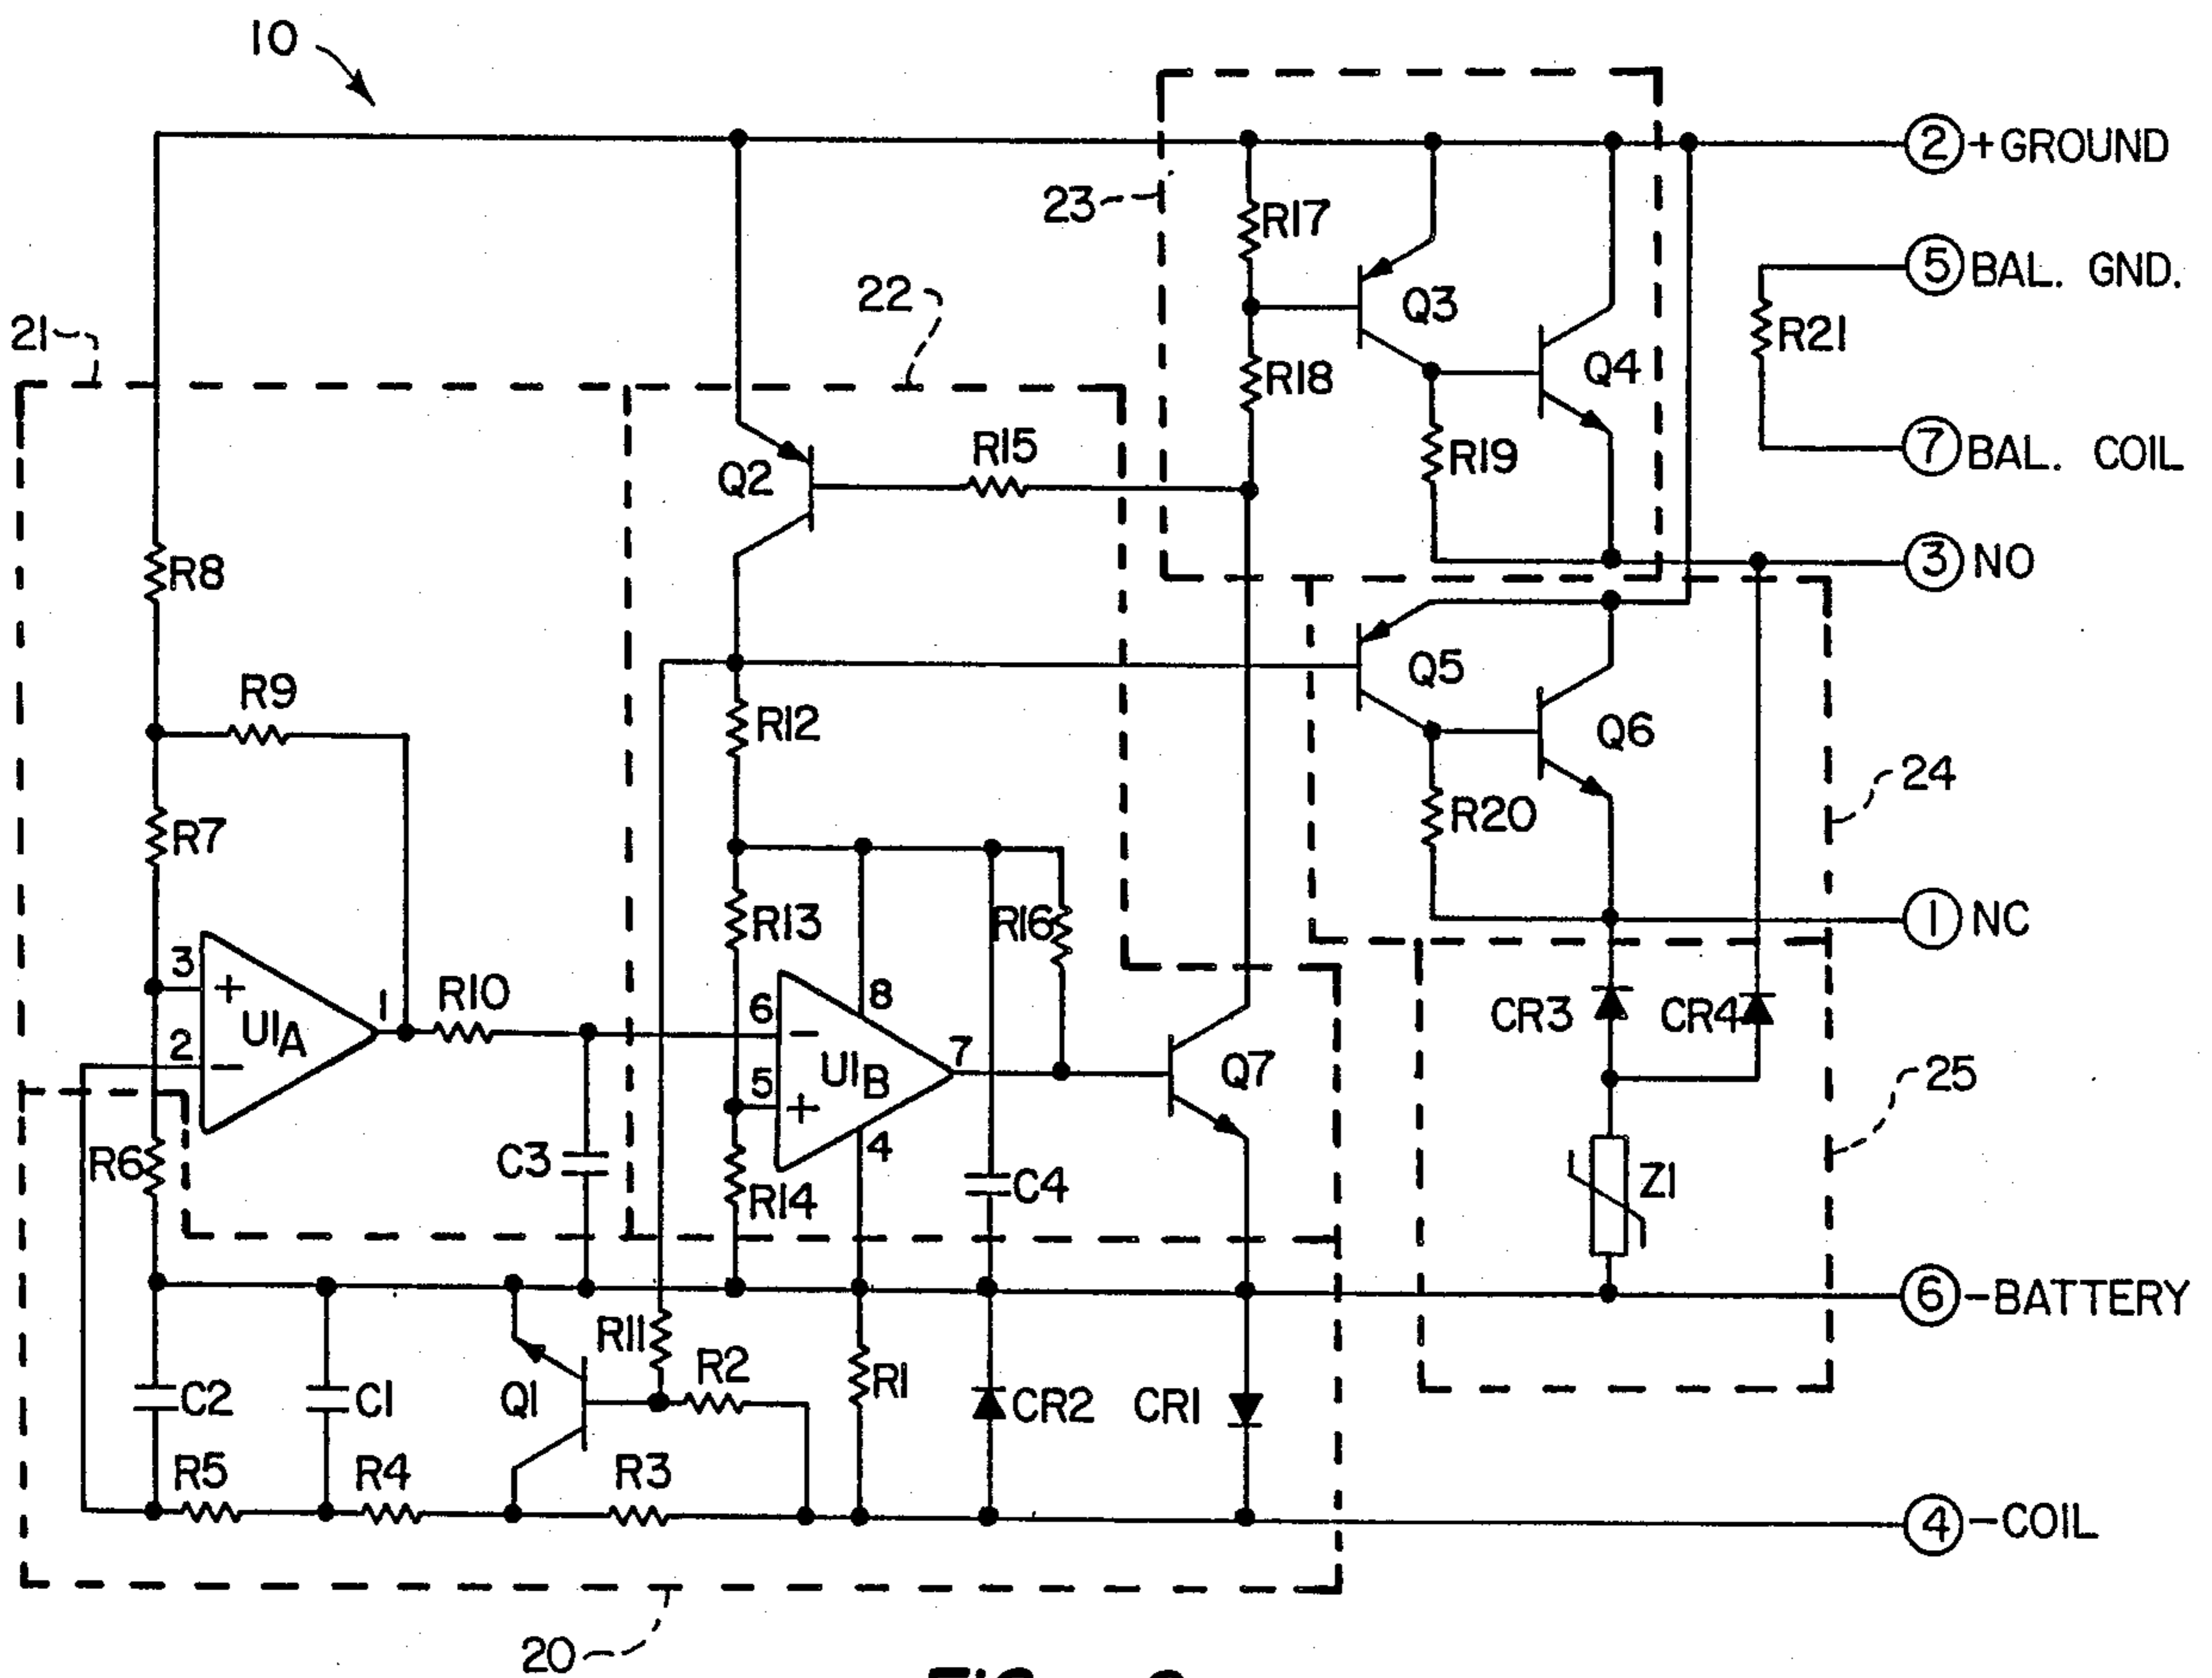 10
2 +GROUND
23
R17
5 BAL. GND.
22
Q3
21
R21
R18
Q4
R15
7 BAL. COIL
R19
Q2
3 NO
R8
Q5
R9
R12
Q6
24
R7
R20
R13
R16
1 NC
3
+
8
1
R10
6
-
CR3
CR4
U1A
2
-
7
U1B
Q7
5
+
25
4
R6
C3
C4
Z1
R14
6 -BATTERY
R11
R2
R1
Q1
C2
C1
CR2
CR1
R5
R4
R3
4 -COIL
20